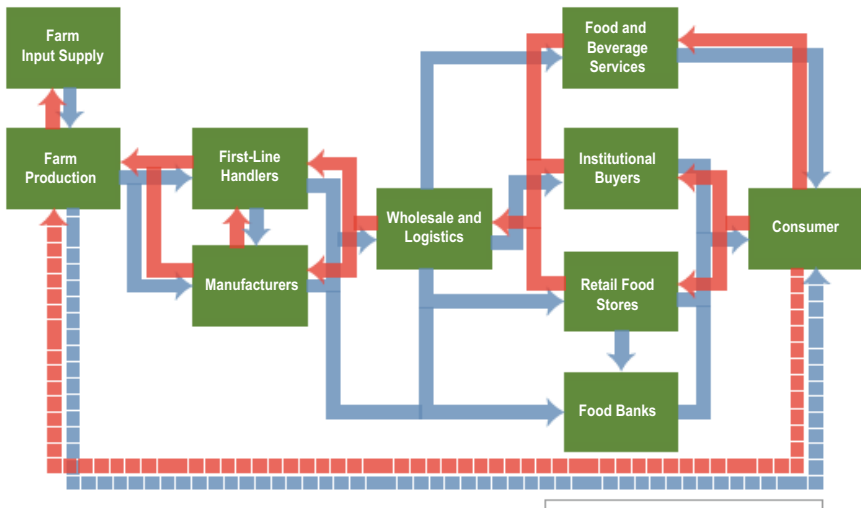 Farm
Input Supply
Food and
Beverage
Services
Farm
Production
First-Line
Handlers
Institutional
Buyers
Wholesale and
Logistics
Consumer
Manufacturers
Retail Food
Stores
Food Banks